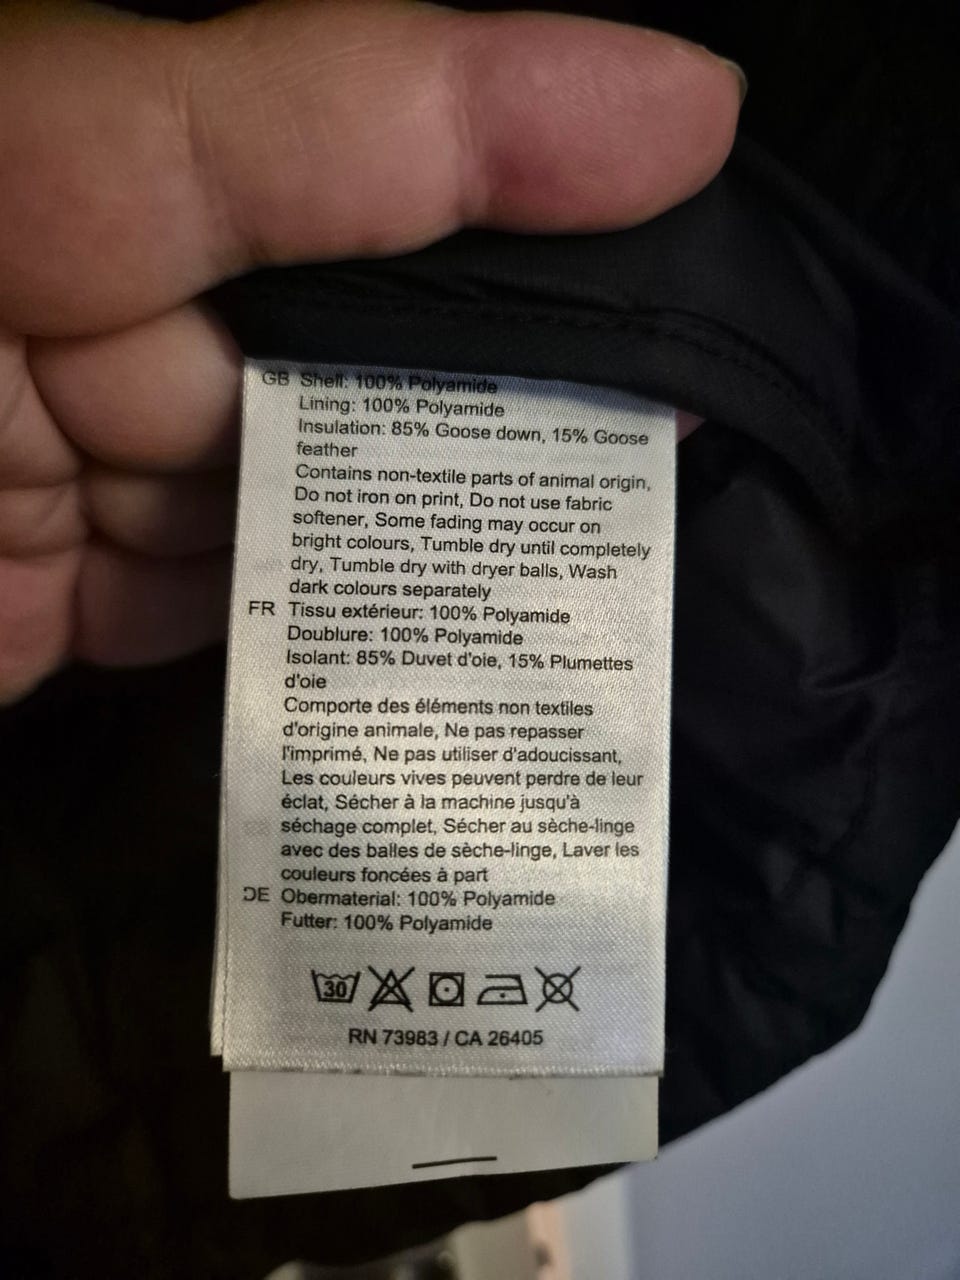 GB Shell: 100% Polyamide
Lining: 100% Polyamide
Insulation: 85% Goose down, 15% Goose
feather
Contains non-textile parts of animal origin,
Do not iron on print, Do not use fabric
softener, Some fading may occur on
bright colours, Tumble dry until completely
dry, Tumble dry with dryer balls, Wash
dark colours separately
FR Tissu extérieur: 100% Polyamide
Doublure: 100% Polyamide
Isolant: 85% Duvet d'oie, 15% Plumettes
d'oie
Comporte des éléments non textiles
d'origine animale, Ne pas repasser
l'imprimé, Ne pas utiliser d'adoucissant,
Les couleurs vives peuvent perdre de leur
éclat, Sécher à la machine jusqu'à
séchage complet, Sécher au sèche-linge
avec des balles de sèche-linge, Laver les
couleurs foncées à part
DE Obermaterial: 100% Polyamide
Futter: 100% Polyamide
30
RN 73983 / CA 26405